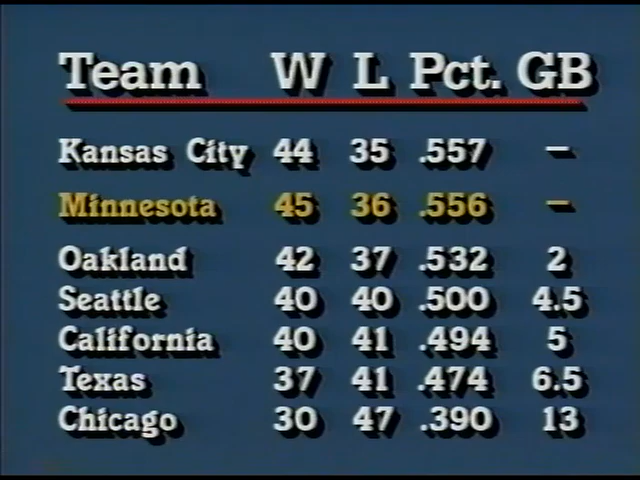 Team W L Pct. GB
Kansas City 44 35 .557 –
Minnesota 45 36 .556 –
Oakland 42 37 .532 2
Seattle 40 40 .500 4.5
California 40 41 .494 5
Texas 37 41 .474 6.5
Chicago 30 47 .390 13